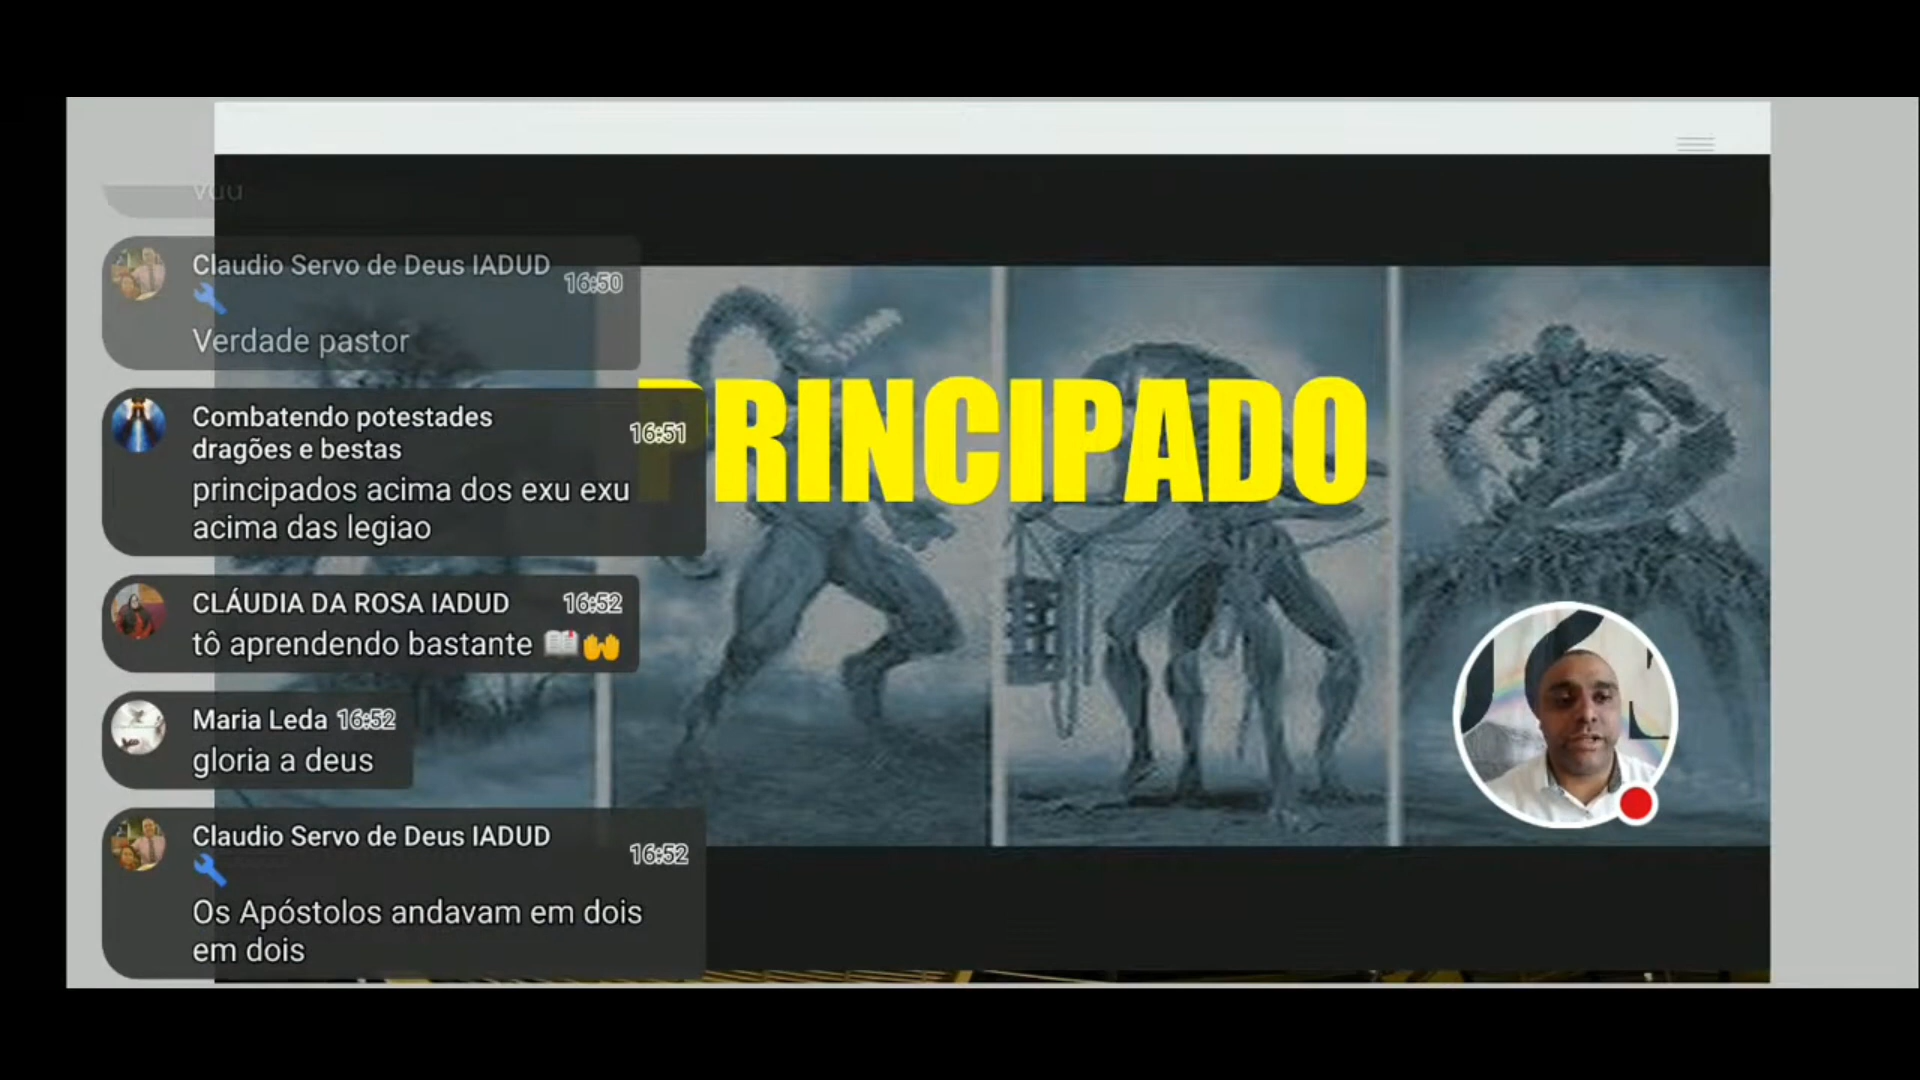 vuu
Claudio Servo de Deus IADUD
16:50
Verdade pastor
Combatendo potestades
dragões e bestas
16:51
principados acima dos exu exu
acima das legiao
PRINCIPADO
CLÁUDIA DA ROSA IADUD 16:52
tô aprendendo bastante 📖🙌
Maria Leda 16:52
gloria a deus
Claudio Servo de Deus IADUD
16:52
Os Apóstolos andavam em dois
em dois